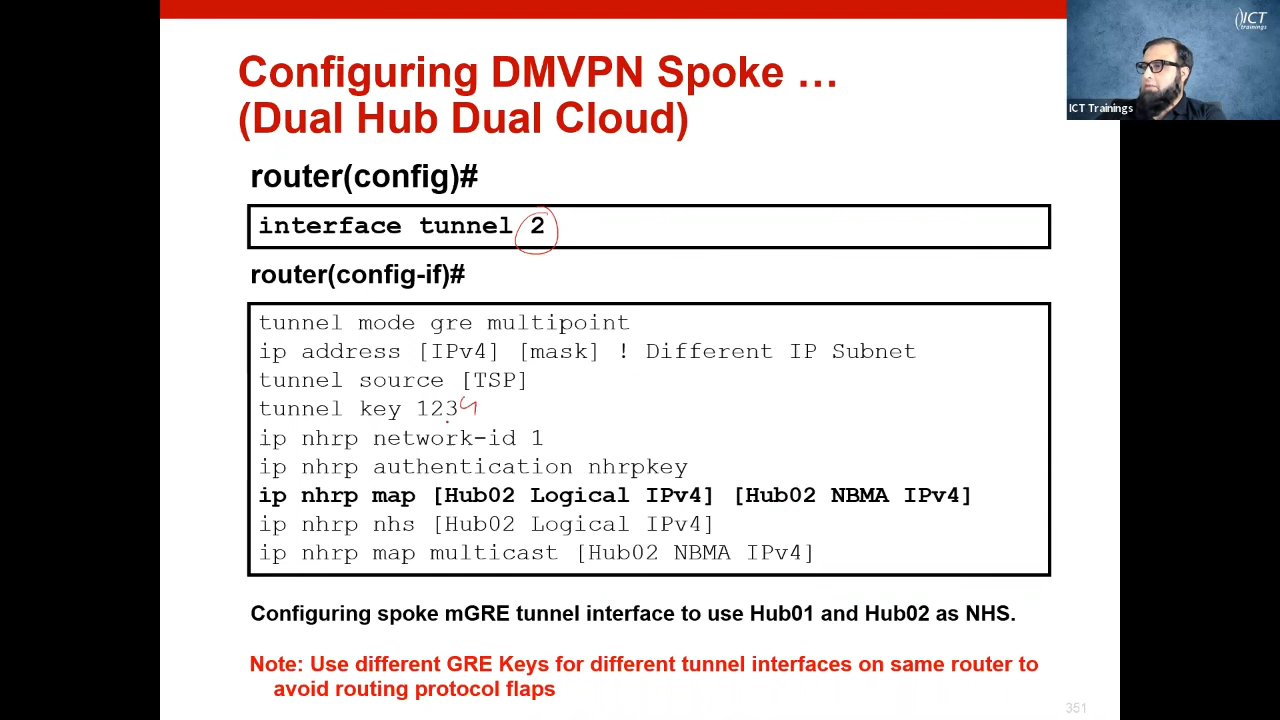 ICT
trainings
ICT Trainings
Configuring DMVPN Spoke …
(Dual Hub Dual Cloud)
router(config)#
interface tunnel 2
router(config-if)#
tunnel mode gre multipoint
ip address [IPv4] [mask] ! Different IP Subnet
tunnel source [TSP]
tunnel key 1234
ip nhrp network-id 1
ip nhrp authentication nhrpkey
ip nhrp map [Hub02 Logical IPv4] [Hub02 NBMA IPv4]
ip nhrp nhs [Hub02 Logical IPv4]
ip nhrp map multicast [Hub02 NBMA IPv4]
Configuring spoke mGRE tunnel interface to use Hub01 and Hub02 as NHS.
Note: Use different GRE Keys for different tunnel interfaces on same router to
avoid routing protocol flaps
351